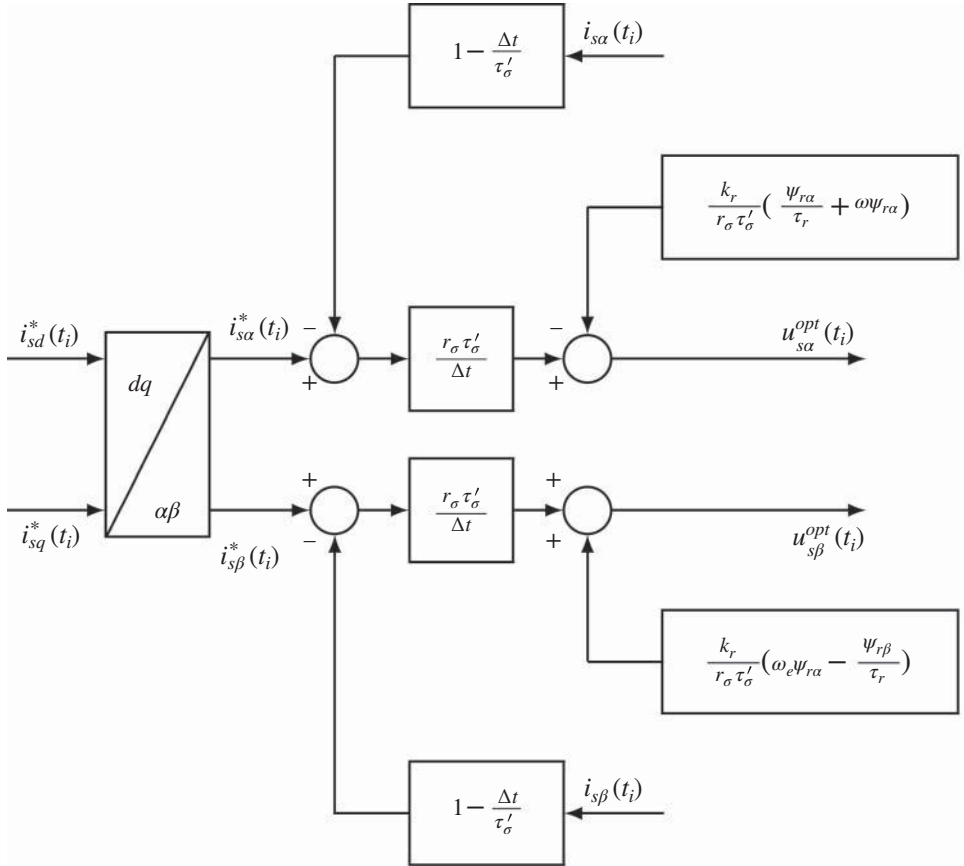 1 − Δt/τ′σ
i_sα(t_i)
k_r/(r_σ τ′_σ) ( ψ_rα/τ_r + ωψ_rα)
i*_sd(t_i)
i*_sα(t_i)
−
−
u^opt_sα(t_i)
dq
r_σ τ′_σ/Δt
+
+
+
+
αβ
r_σ τ′_σ/Δt
i*_sq(t_i)
i*_sβ(t_i)
−
+
u^opt_sβ(t_i)
k_r/(r_σ τ′_σ) (ω_e ψ_rα − ψ_rβ/τ_r)
1 − Δt/τ′_σ
i_sβ(t_i)